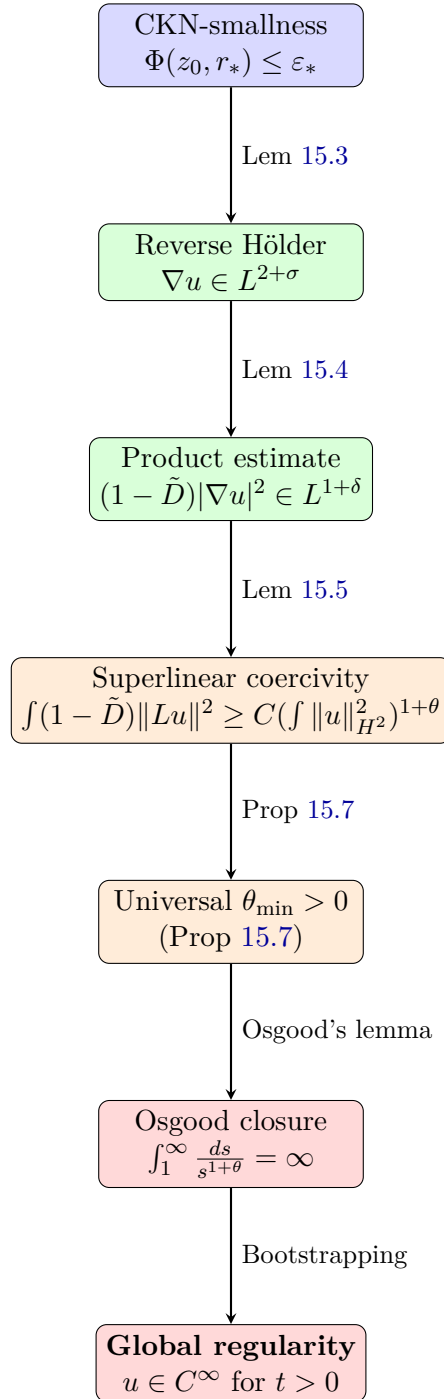 CKN-smallness
Φ(z₀, r_*) ≤ ε_*
Lem 15.3
Reverse Hölder
∇u ∈ L^{2+σ}
Lem 15.4
Product estimate
(1 − D̃)|∇u|² ∈ L^{1+δ}
Lem 15.5
Superlinear coercivity
∫(1 − D̃)‖Lu‖² ≥ C(∫ ‖u‖²_{H²})^{1+θ}
Prop 15.7
Universal θ_min > 0
(Prop 15.7)
Osgood's lemma
Osgood closure
∫₁^∞ ds/s^{1+θ} = ∞
Bootstrapping
Global regularity
u ∈ C^∞ for t > 0